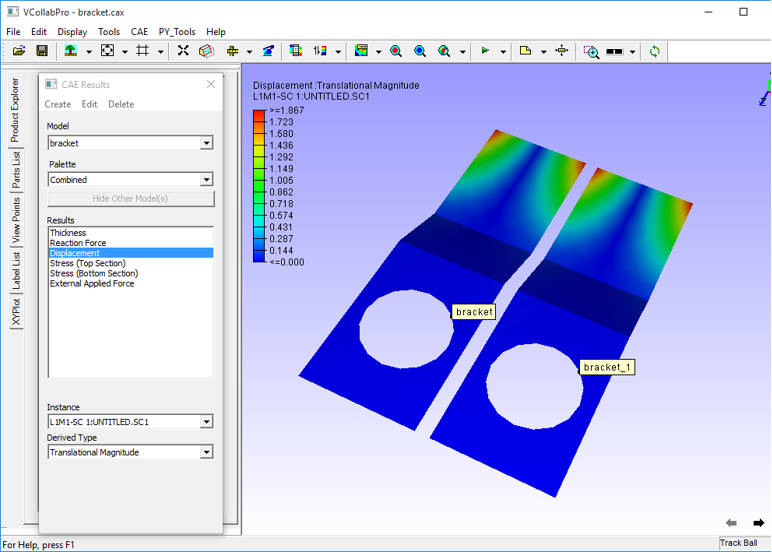 VCollabPro - bracket.cax
File Edit Display Tools CAE PY_Tools Help
Product Explorer
Parts List
View Points
Label List
XYPlot
CAE Results
Create Edit Delete
Model
bracket
Palette
Combined
Hide Other Model(s)
Results
Thickness
Reaction Force
Displacement
Stress (Top Section)
Stress (Bottom Section)
External Applied Force
Instance
L1M1-SC 1:UNTITLED.SC1
Derived Type
Translational Magnitude
Displacement :Translational Magnitude
L1M1-SC 1:UNTITLED.SC1
>=1.867
1.723
1.580
1.436
1.292
1.149
1.005
0.862
0.718
0.574
0.431
0.287
0.144
<=0.000
bracket
bracket_1
Z
For Help, press F1
Track Ball